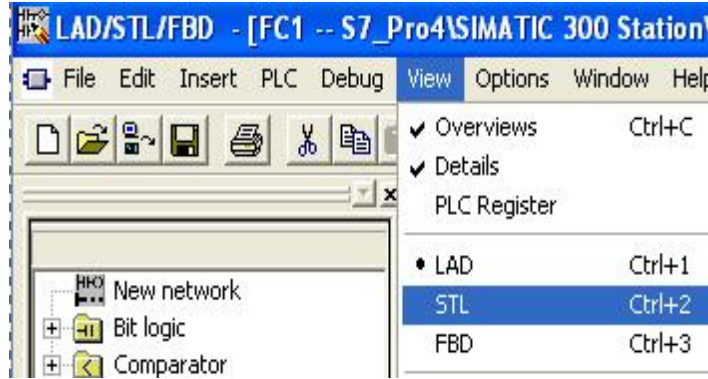 LAD/STL/FBD - [FC1 -- S7_Pro4\SIMATIC 300 Station\
File Edit Insert PLC Debug View Options Window Help
Overviews Ctrl+C
Details
PLC Register
LAD Ctrl+1
STL Ctrl+2
FBD Ctrl+3
New network
Bit logic
Comparator